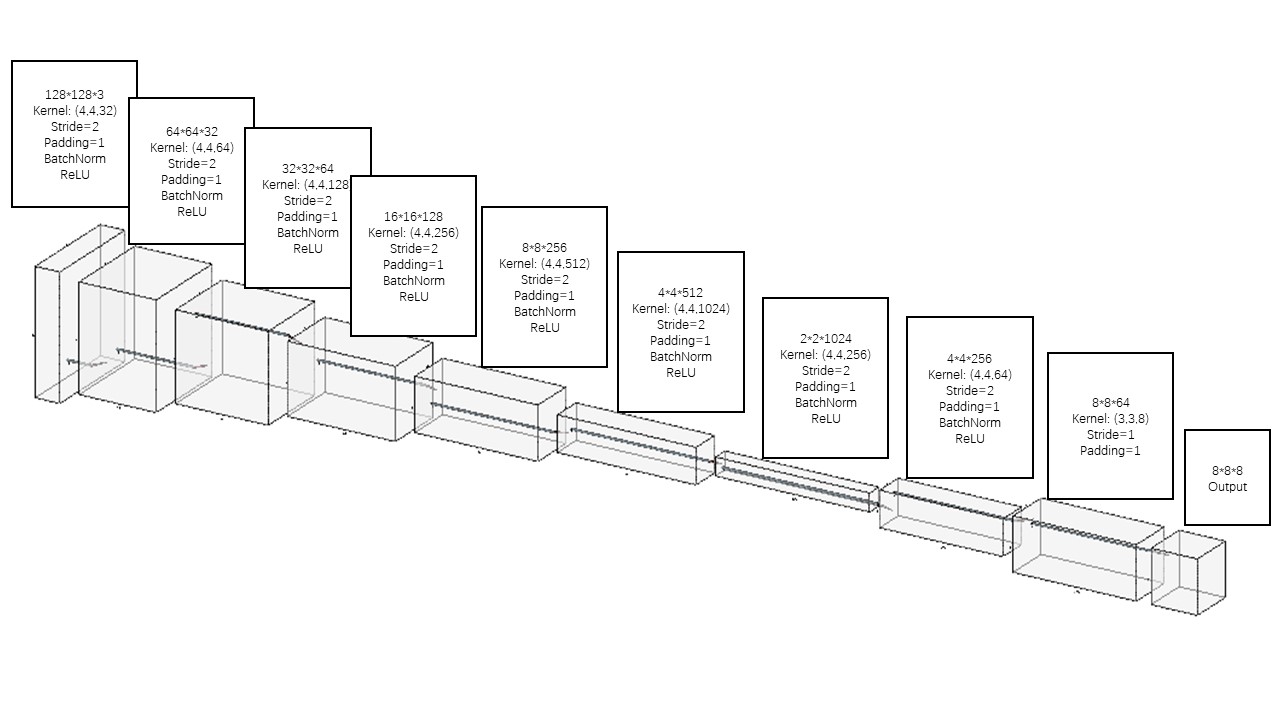 128*128*3
Kernel: (4,4,32)
Stride=2
Padding=1
BatchNorm
ReLU
64*64*32
Kernel: (4,4,64)
Stride=2
Padding=1
BatchNorm
ReLU
32*32*64
Kernel: (4,4,128
Stride=2
Padding=1
BatchNorm
ReLU
16*16*128
Kernel: (4,4,256)
Stride=2
Padding=1
BatchNorm
ReLU
8*8*256
Kernel: (4,4,512)
Stride=2
Padding=1
BatchNorm
ReLU
4*4*512
Kernel: (4,4,1024)
Stride=2
Padding=1
BatchNorm
ReLU
2*2*1024
Kernel: (4,4,256)
Stride=2
Padding=1
BatchNorm
ReLU
4*4*256
Kernel: (4,4,64)
Stride=2
Padding=1
BatchNorm
ReLU
8*8*64
Kernel: (3,3,8)
Stride=1
Padding=1
8*8*8
Output